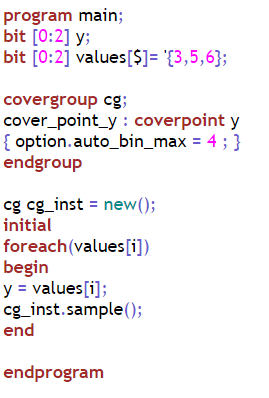 program main;
bit [0:2] y;
bit [0:2] values[$]= '{3,5,6};
covergroup cg;
cover_point_y : coverpoint y
{ option.auto_bin_max = 4 ; }
endgroup
cg cg_inst = new();
initial
foreach(values[i])
begin
y = values[i];
cg_inst.sample();
end
endprogram